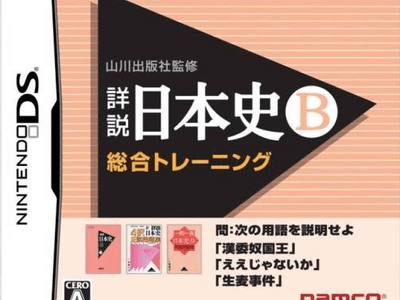 NINTENDO DS
山川出版社監修
詳説 日本史 B
総合トレーニング
問:次の用語を説明せよ
「漢委奴国王」
「ええじゃないか」
「生麦事件」
CERO
A
namco